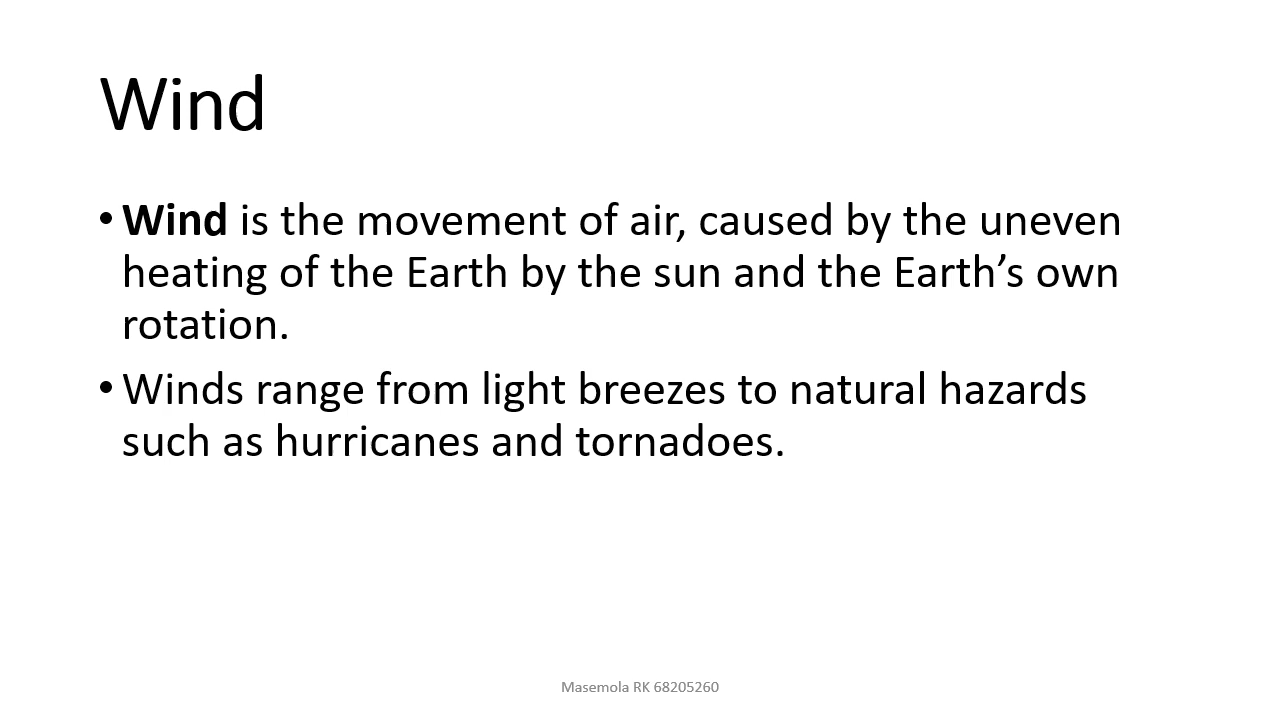 Wind
• Wind is the movement of air, caused by the uneven
heating of the Earth by the sun and the Earth’s own
rotation.
• Winds range from light breezes to natural hazards
such as hurricanes and tornadoes.
Masemola RK 68205260